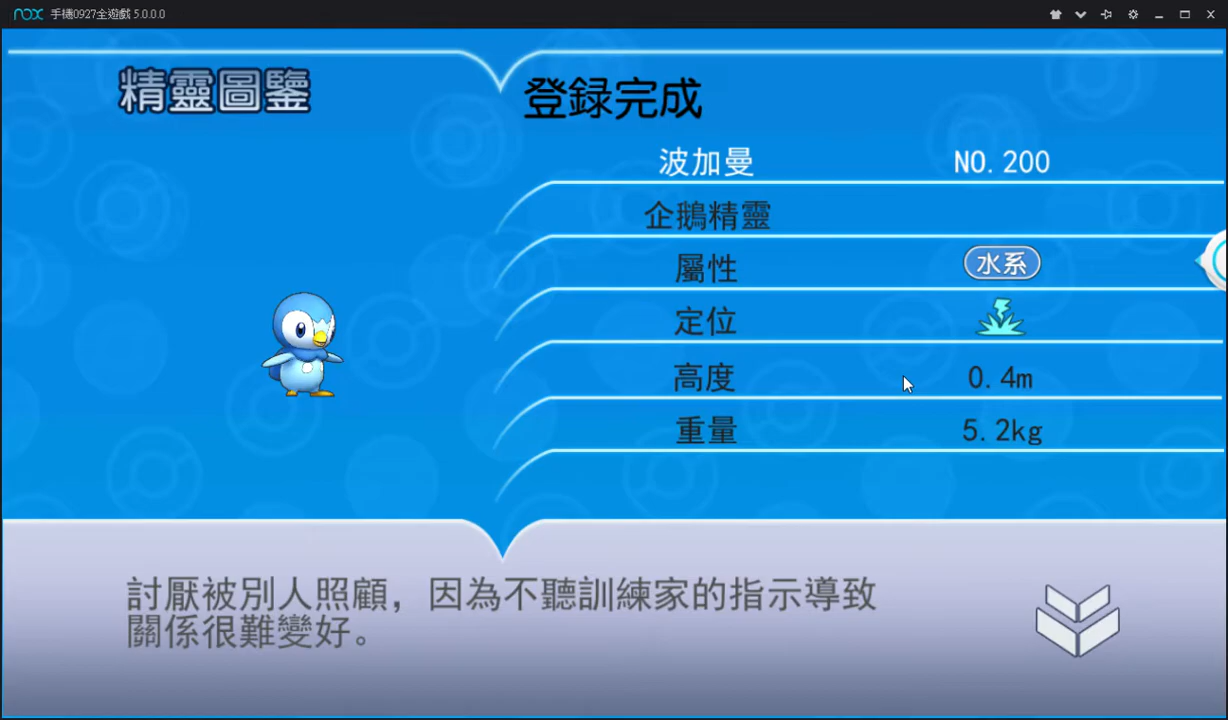 nox 手機0927全遊戲 5.0.0.0
精靈圖鑒
登録完成
波加曼 NO.200
企鵝精靈
屬性 水系
定位
高度 0.4m
重量 5.2kg
討厭被別人照顧，因為不聽訓練家的指示導致
關係很難變好。